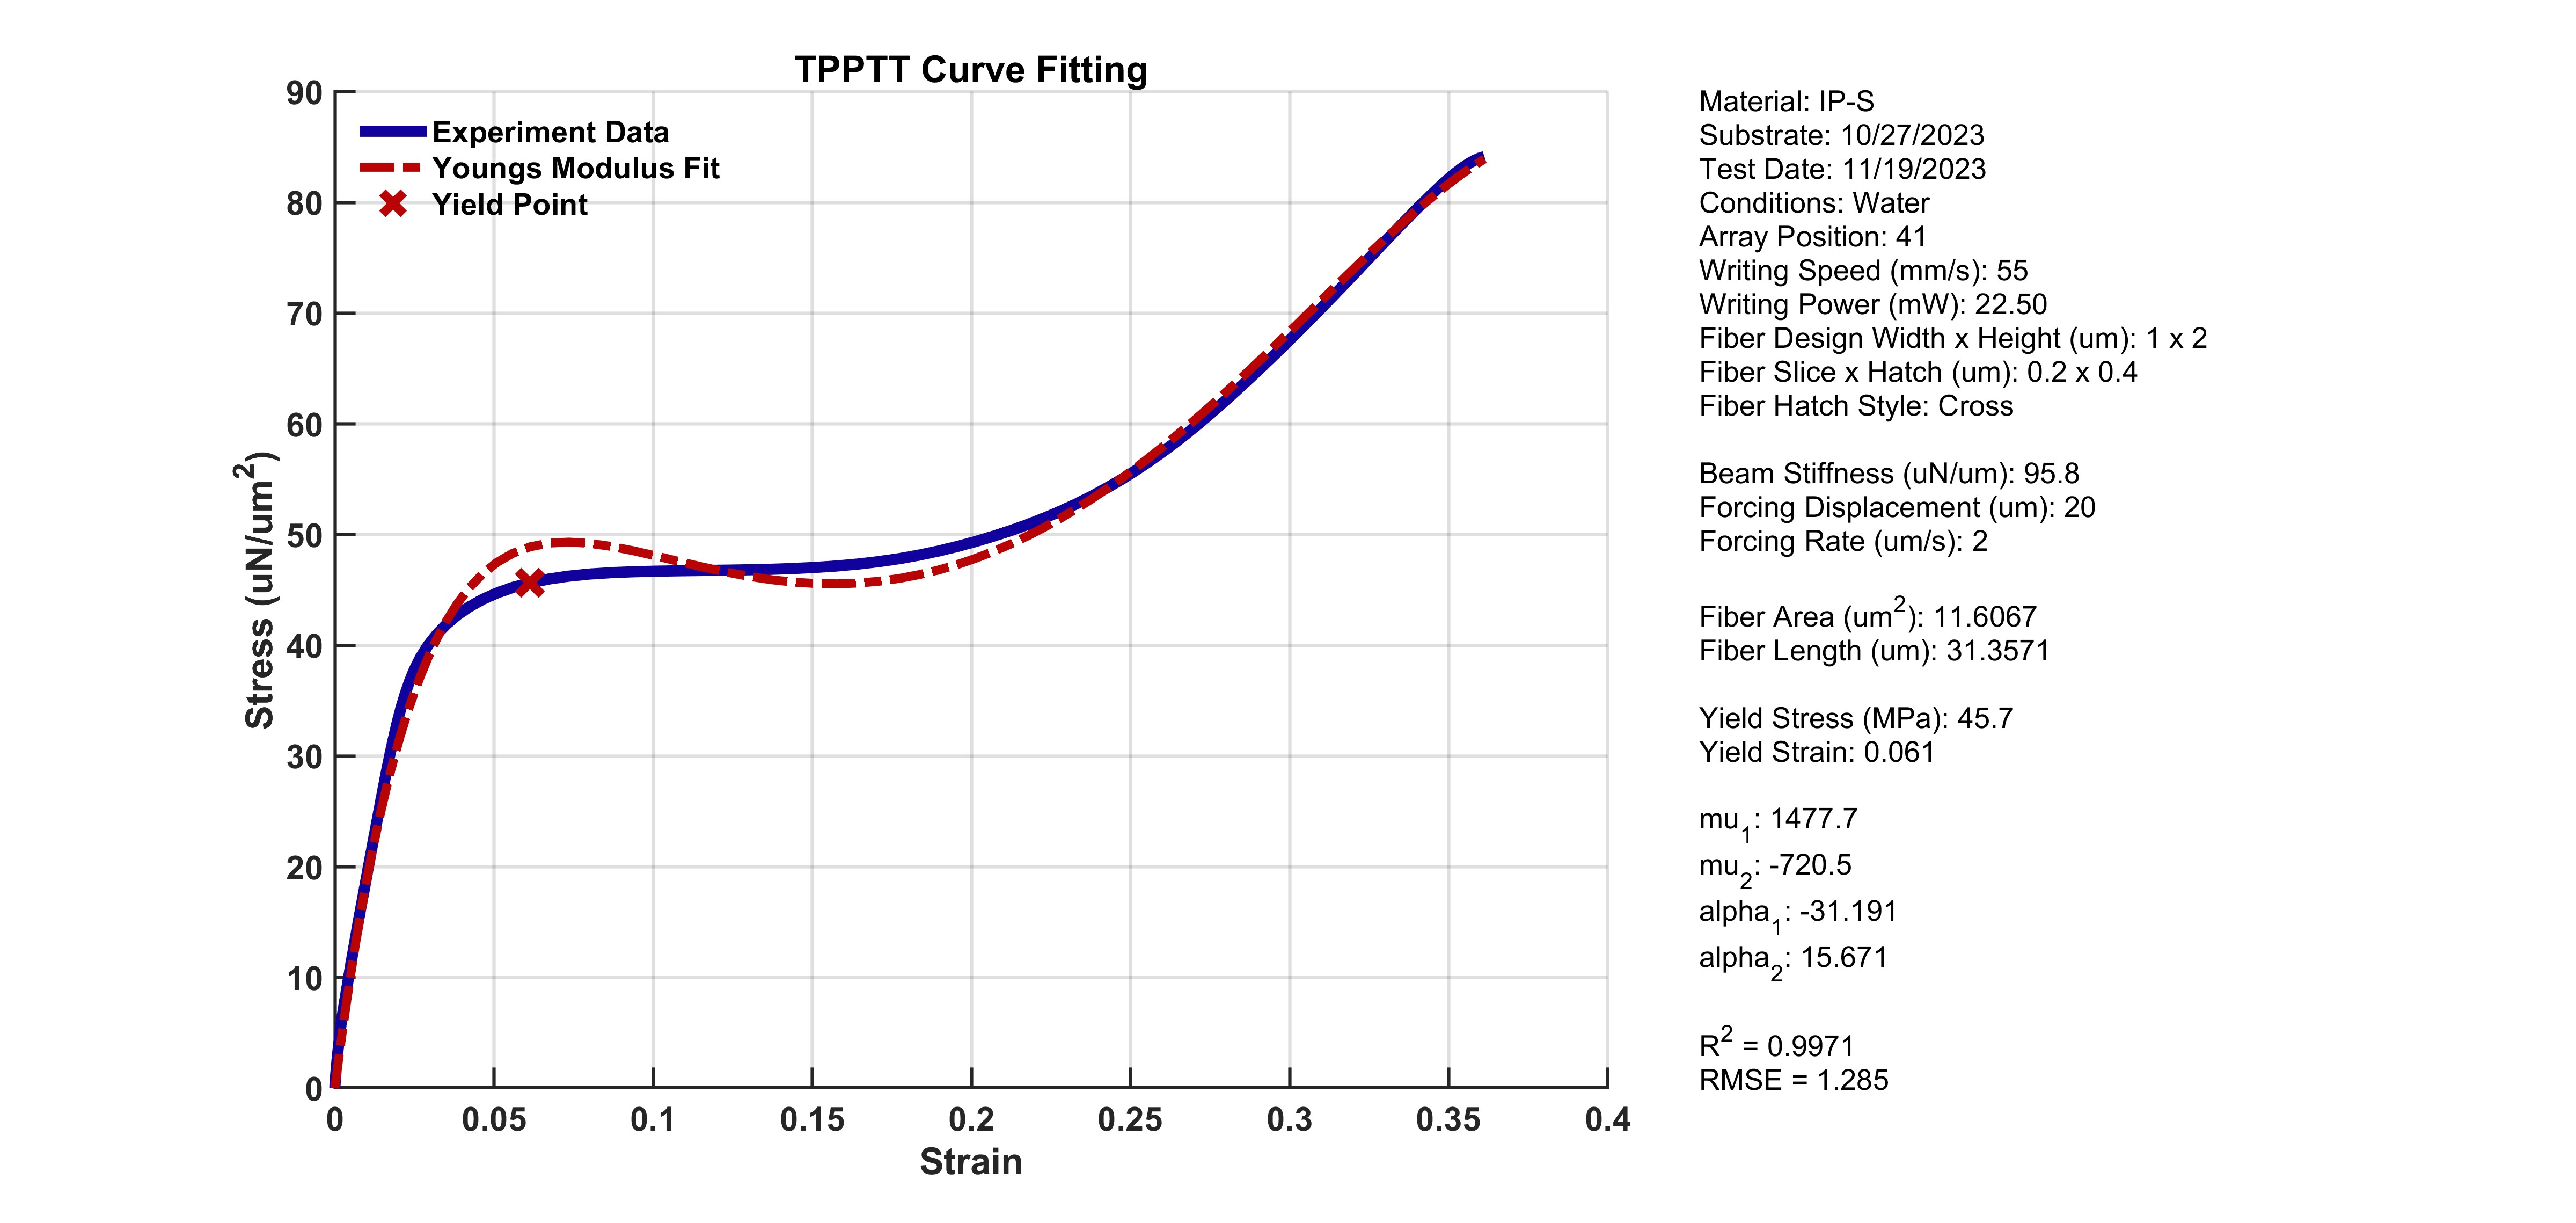 TPPTT Curve Fitting
90
80
70
60
50
40
30
20
10
0
Stress (uN/um²)
Experiment Data
Youngs Modulus Fit
Yield Point
0 0.05 0.1 0.15 0.2 0.25 0.3 0.35 0.4
Strain
Material: IP-S
Substrate: 10/27/2023
Test Date: 11/19/2023
Conditions: Water
Array Position: 41
Writing Speed (mm/s): 55
Writing Power (mW): 22.50
Fiber Design Width x Height (um): 1 x 2
Fiber Slice x Hatch (um): 0.2 x 0.4
Fiber Hatch Style: Cross
Beam Stiffness (uN/um): 95.8
Forcing Displacement (um): 20
Forcing Rate (um/s): 2
Fiber Area (um²): 11.6067
Fiber Length (um): 31.3571
Yield Stress (MPa): 45.7
Yield Strain: 0.061
mu₁: 1477.7
mu₂: -720.5
alpha₁: -31.191
alpha₂: 15.671
R² = 0.9971
RMSE = 1.285